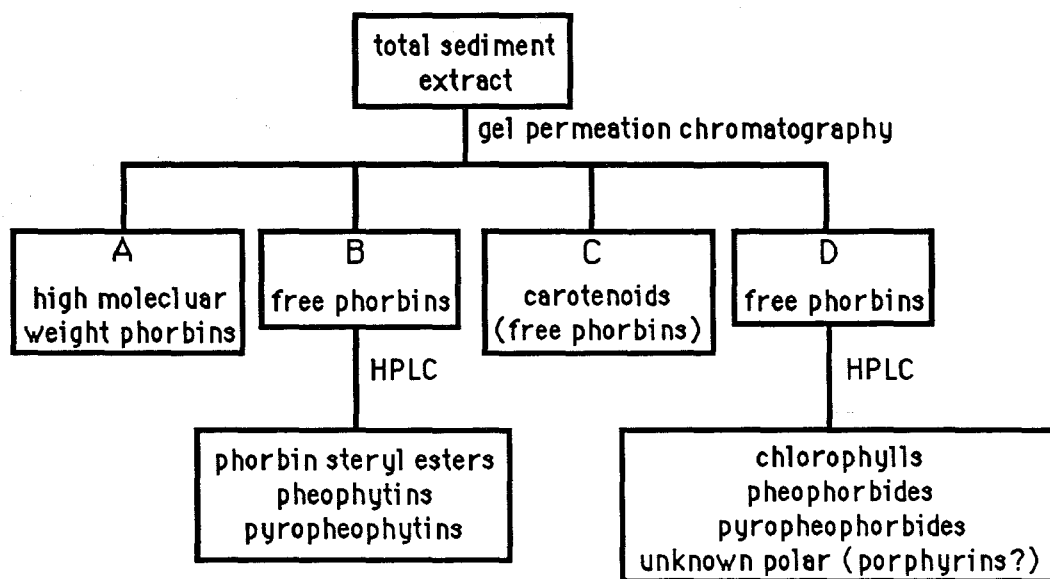 total sediment
extract
gel permeation chromatography
A
high molecluar
weight phorbins
B
free phorbins
C
carotenoids
(free phorbins)
D
free phorbins
HPLC
HPLC
phorbin steryl esters
pheophytins
pyropheophytins
chlorophylls
pheophorbides
pyropheophorbides
unknown polar (porphyrins?)